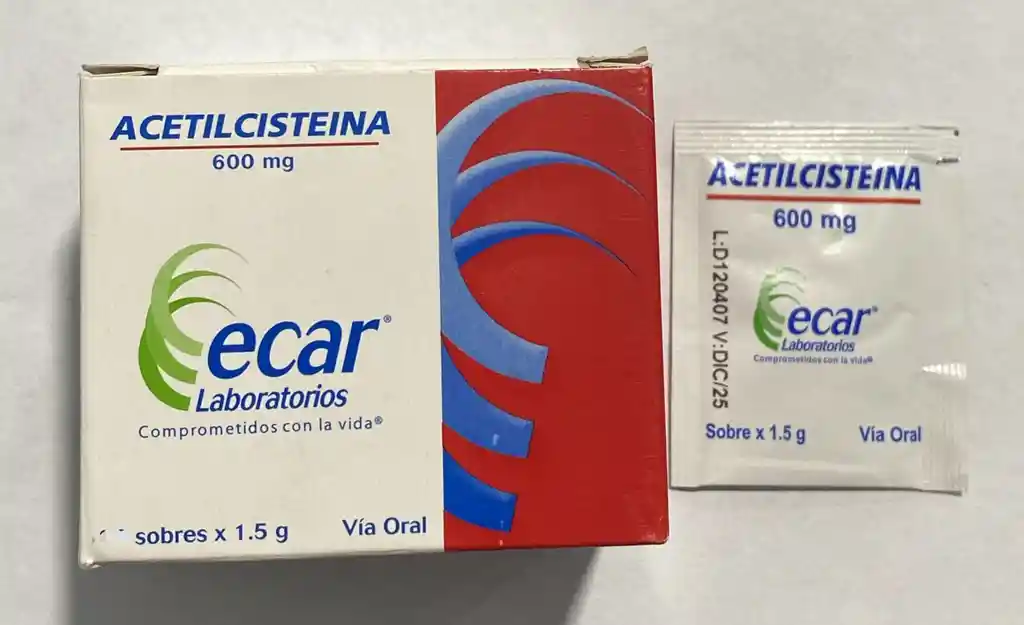 ACETILCISTEINA
600 mg
ecar®
Laboratorios
Comprometidos con la vida®
sobres x 1.5 g Vía Oral
ACETILCISTEINA
600 mg
L:D120407 V:DIC/25
ecar®
Laboratorios
Comprometidos con la vida®
Sobre x 1.5 g Vía Oral